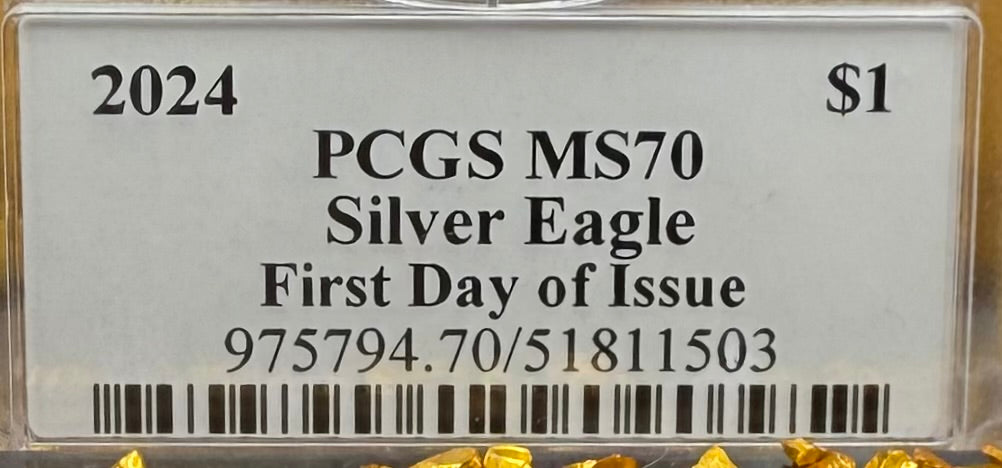 2024 $1
PCGS MS70
Silver Eagle
First Day of Issue
975794.70/51811503